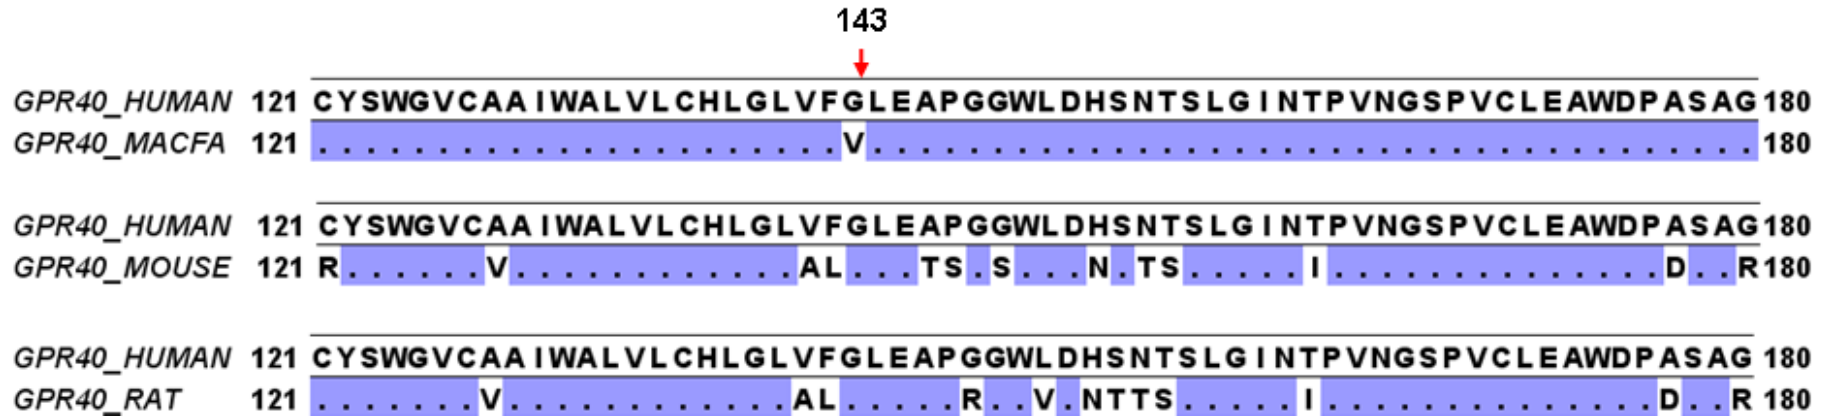 143
GPR40_HUMAN 121 CYSWGVCAAIWALVLCHLGLVFGLEAPGGWLDHSNTSLGINTPVNGSPVCLEAWDPASAG 180
GPR40_MACFA 121 ......................V..................................... 180
GPR40_HUMAN 121 CYSWGVCAAIWALVLCHLGLVFGLEAPGGWLDHSNTSLGINTPVNGSPVCLEAWDPASAG 180
GPR40_MOUSE 121 R......V............AL...TS.S...N.TS.....I..............D..R 180
GPR40_HUMAN 121 CYSWGVCAAIWALVLCHLGLVFGLEAPGGWLDHSNTSLGINTPVNGSPVCLEAWDPASAG 180
GPR40_RAT 121 .......V............AL.....R..V.NTTS.....I..............D..R 180